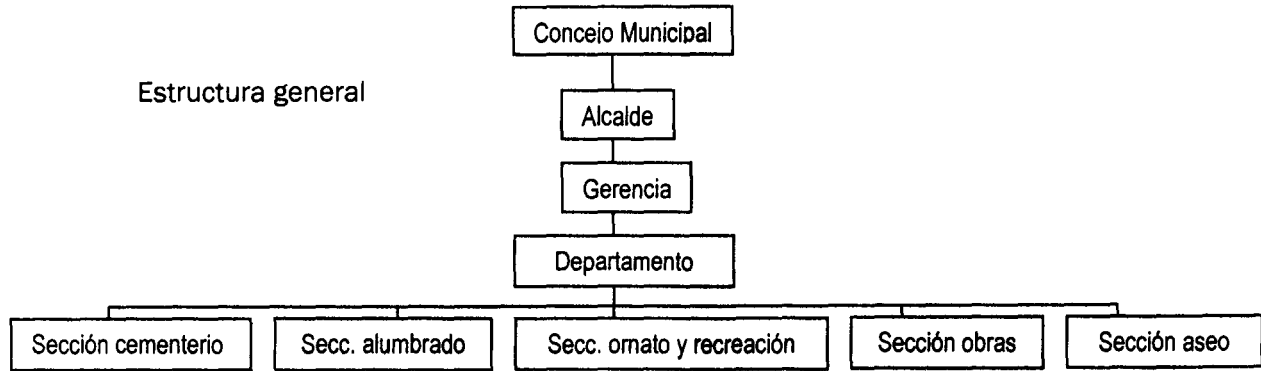 Concejo Municipal
Estructura general
Alcalde
Gerencia
Departamento
Sección cementerio
Secc. alumbrado
Secc. ornato y recreación
Sección obras
Sección aseo